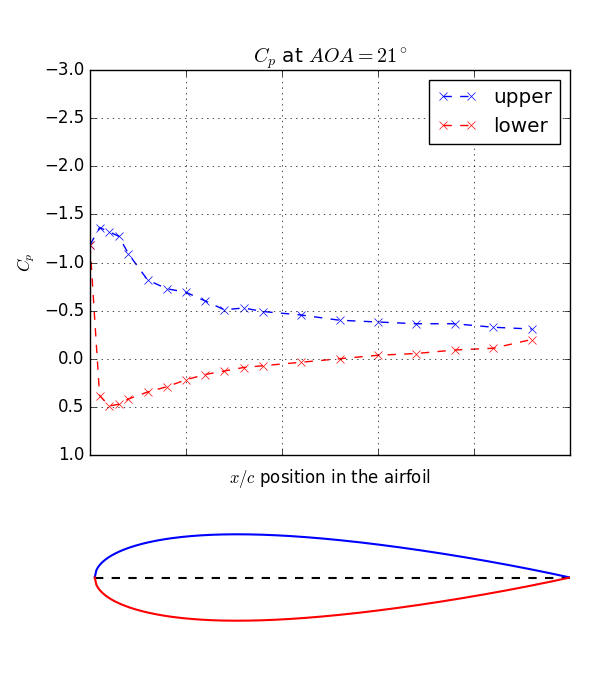 C_p at AOA = 21°
−3.0
−2.5
−2.0
−1.5
−1.0
−0.5
0.0
0.5
1.0
C_p
upper
lower
x/c position in the airfoil